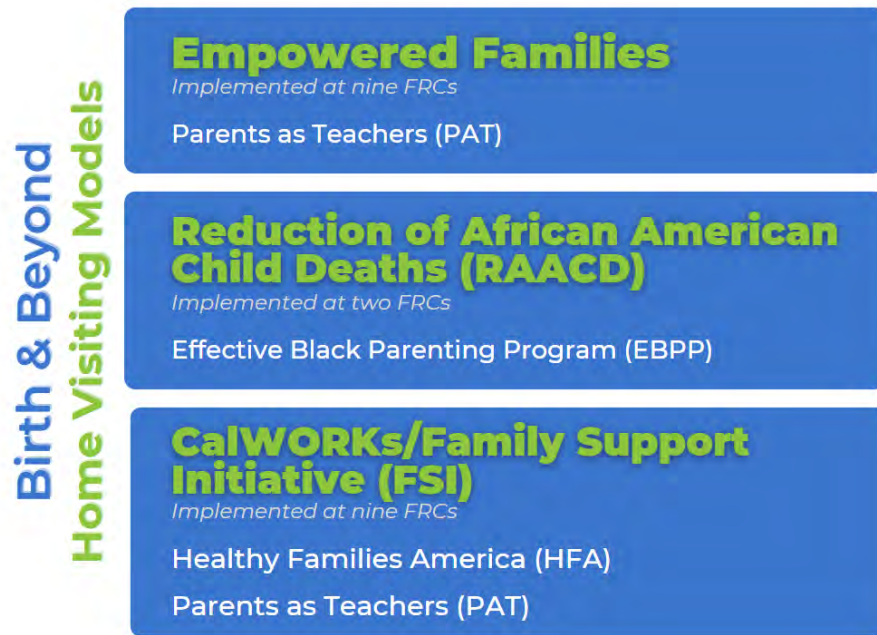 Birth & Beyond
Home Visiting Models
Empowered Families
Implemented at nine FRCs
Parents as Teachers (PAT)
Reduction of African American
Child Deaths (RAACD)
Implemented at two FRCs
Effective Black Parenting Program (EBPP)
CalWORKs/Family Support
Initiative (FSI)
Implemented at nine FRCs
Healthy Families America (HFA)
Parents as Teachers (PAT)